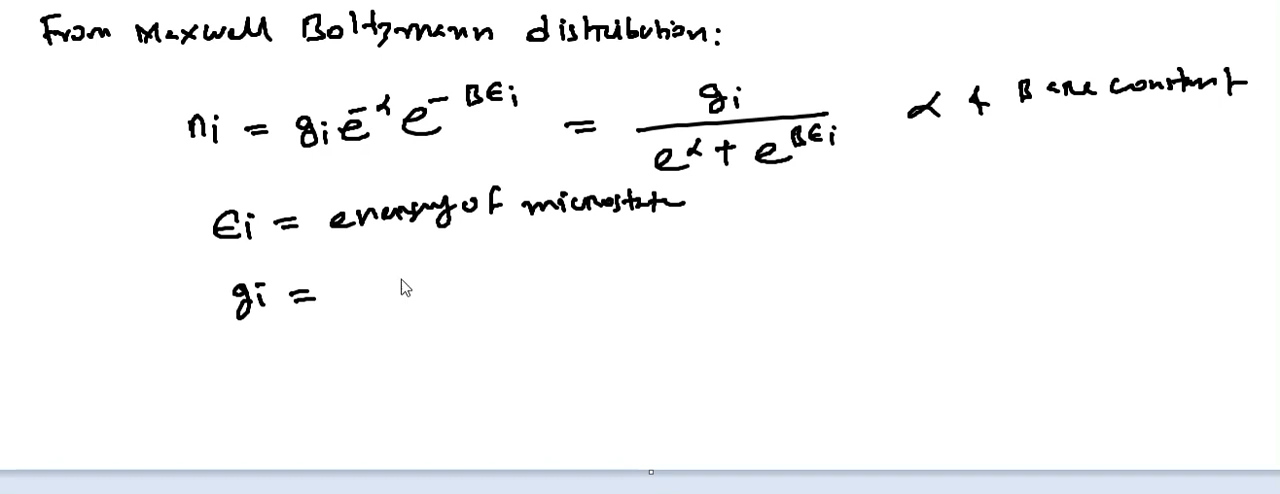 From Maxwell Boltzmann distribution:
nᵢ = gᵢ e^-α e^-βϵᵢ = gᵢ / (e^α + e^βϵᵢ) α & β are constant
ϵᵢ = energy of microstate
gᵢ =